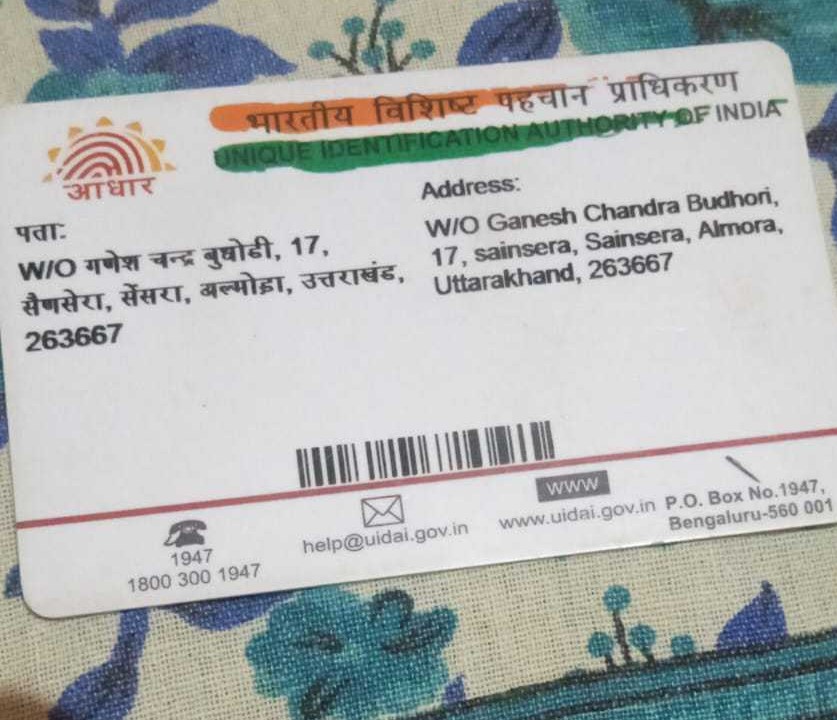 भारतीय विशिष्ट पहचान प्राधिकरण
UNIQUE IDENTIFICATION AUTHORITY OF INDIA
आधार
पता:
W/O गणेश चन्द्र बुधोडी, 17,
सैणसेरा, सेंसरा, अल्मोड़ा, उत्तराखंड,
263667
Address:
W/O Ganesh Chandra Budhori,
17, sainsera, Sainsera, Almora,
Uttarakhand, 263667
1947
1800 300 1947
help@uidai.gov.in
www
www.uidai.gov.in
P.O. Box No.1947,
Bengaluru-560 001